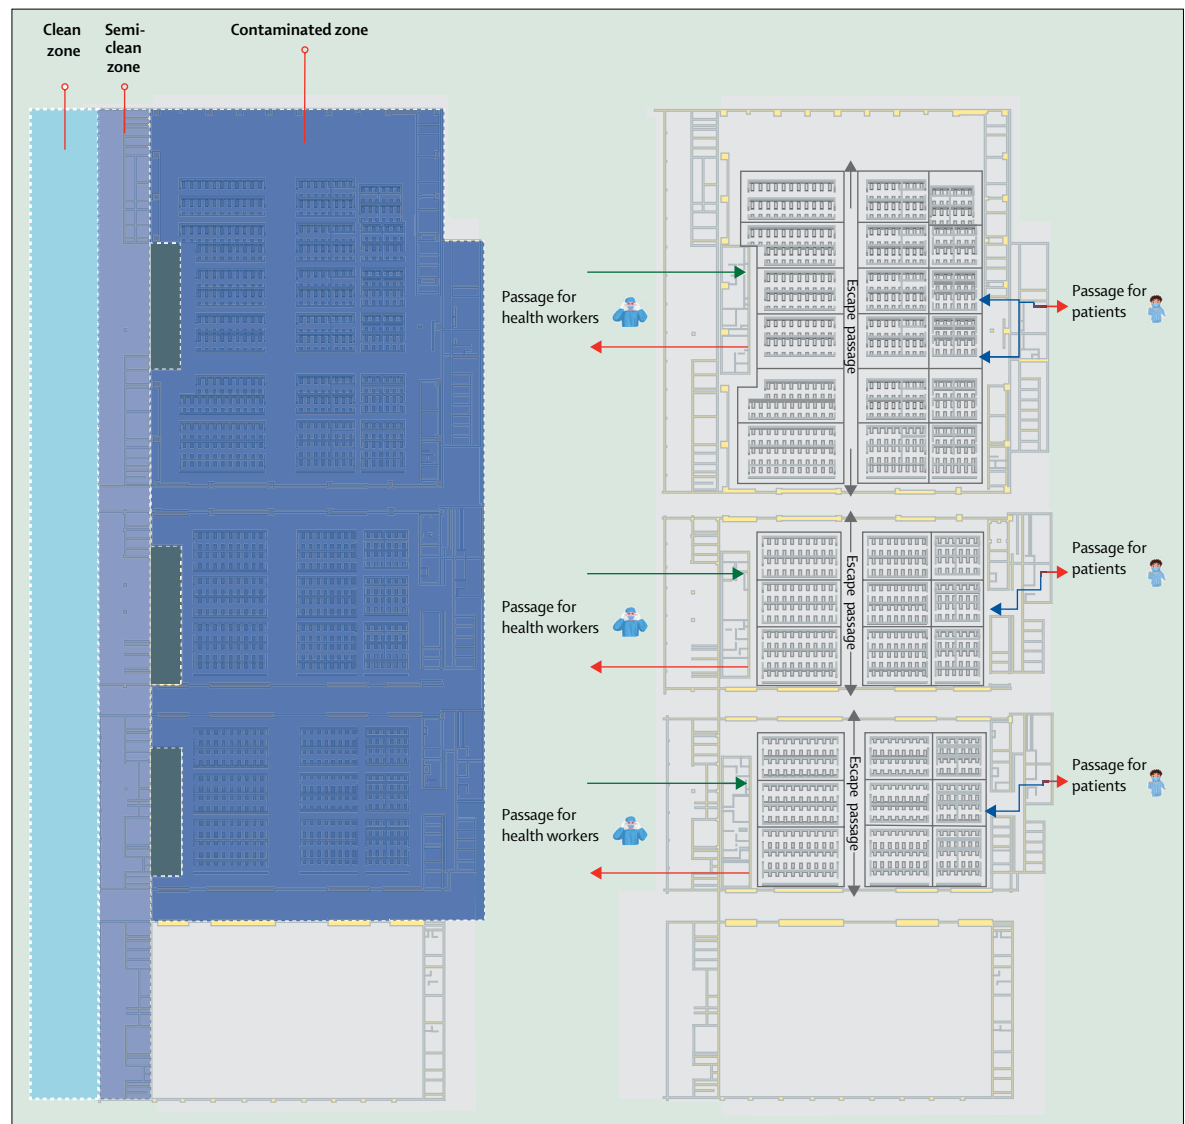 Clean
zone
Semi-
clean
zone
Contaminated zone
Passage for
health workers
Escape passage
Passage for
patients
Passage for
health workers
Escape passage
Passage for
patients
Passage for
health workers
Escape passage
Passage for
patients